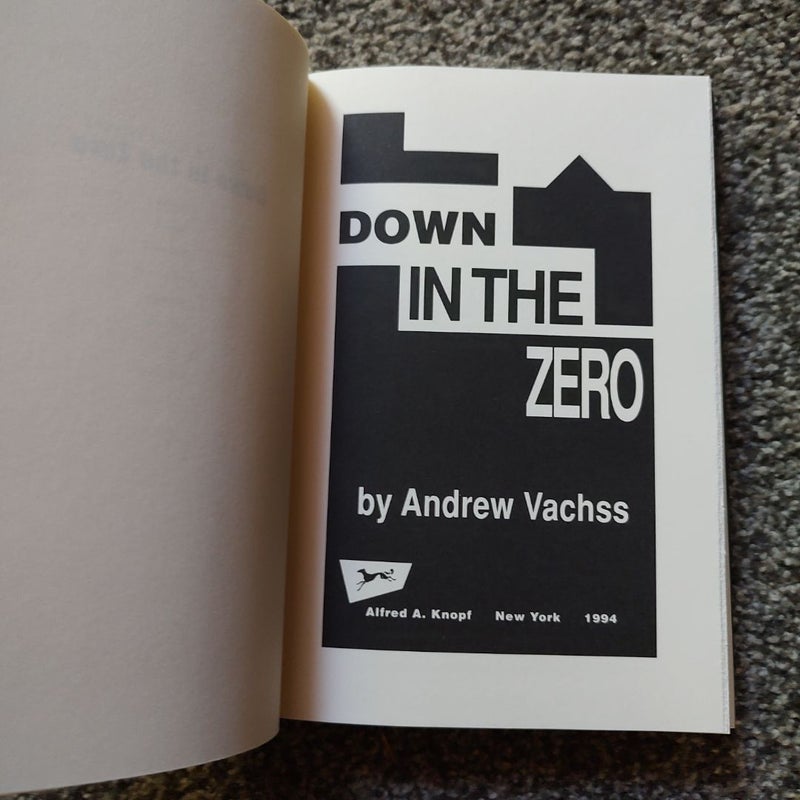 DOWN
IN THE
ZERO
by Andrew Vachss
Alfred A. Knopf New York 1994